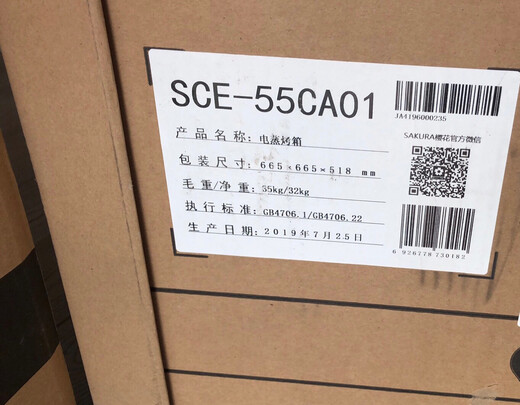 SCE-55CA01
JA4196000235
产品名称：电蒸烤箱
SAKURA樱花官方微信
包装尺寸：665×665×518 mm
毛重/净重：35kg/32kg
执行标准：GB4706.1/GB4706.22
生产日期：2019年7月25日
6 926778 730182